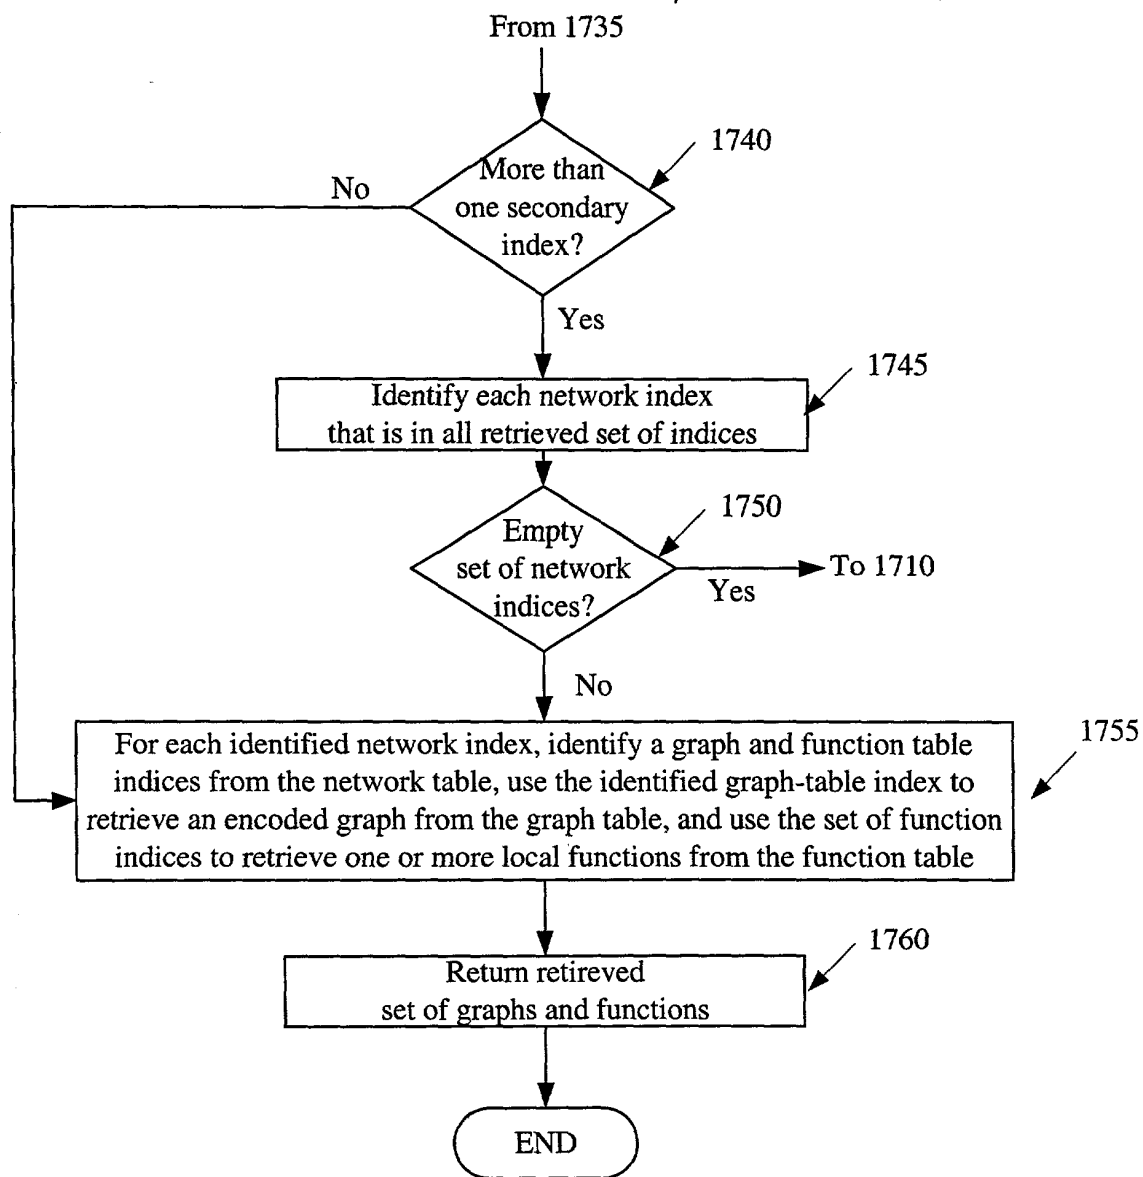 From 1735
1740
More than
one secondary
index?
No
Yes
1745
Identify each network index
that is in all retrieved set of indices
1750
Empty
set of network
indices?
To 1710
Yes
No
1755
For each identified network index, identify a graph and function table
indices from the network table, use the identified graph-table index to
retrieve an encoded graph from the graph table, and use the set of function
indices to retrieve one or more local functions from the function table
1760
Return retireved
set of graphs and functions
END